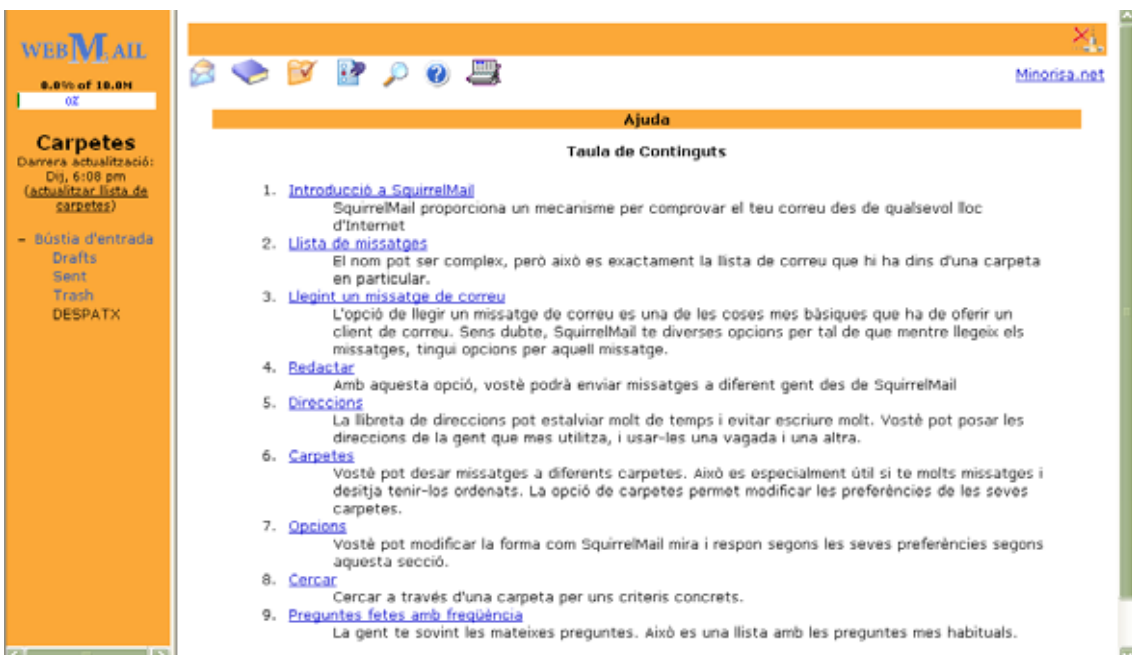 WEBMAIL
0.0% of 10.0M
0%
Carpetes
Darrera actualització:
Dij, 6:08 pm
(actualitzar llista de
carpetes)
- Bústia d'entrada
Drafts
Sent
Trash
DESPATX
Minorisa.net
Ajuda
Taula de Continguts
1. Introducció a SquirrelMail
SquirrelMail proporciona un mecanisme per comprovar el teu correu des de qualsevol lloc
d'Internet
2. Llista de missatges
El nom pot ser complex, però això es exactament la llista de correu que hi ha dins d'una carpeta
en particular.
3. Llegint un missatge de correu
L'opció de llegir un missatge de correu es una de les coses mes bàsiques que ha de oferir un
client de correu. Sens dubte, SquirrelMail te diverses opcions per tal de que mentre llegeix els
missatges, tingui opcions per aquell missatge.
4. Redactar
Amb aquesta opció, vostè podrà enviar missatges a diferent gent des de SquirrelMail
5. Direccions
La llibreta de direccions pot estalviar molt de temps i evitar escriure molt. Vostè pot posar les
direccions de la gent que mes utilitza, i usar-les una vagada i una altra.
6. Carpetes
Vostè pot desar missatges a diferents carpetes. Això es especialment útil si te molts missatges i
desitja tenir-los ordenats. La opció de carpetes permet modificar les preferències de les seves
carpetes.
7. Opcions
Vostè pot modificar la forma com SquirrelMail mira i respon segons les seves preferències segons
aquesta secció.
8. Cercar
Cercar a través d'una carpeta per uns criteris concrets.
9. Preguntes fetes amb freqüència
La gent te sovint les mateixes preguntes. Això es una llista amb les preguntes mes habituals.